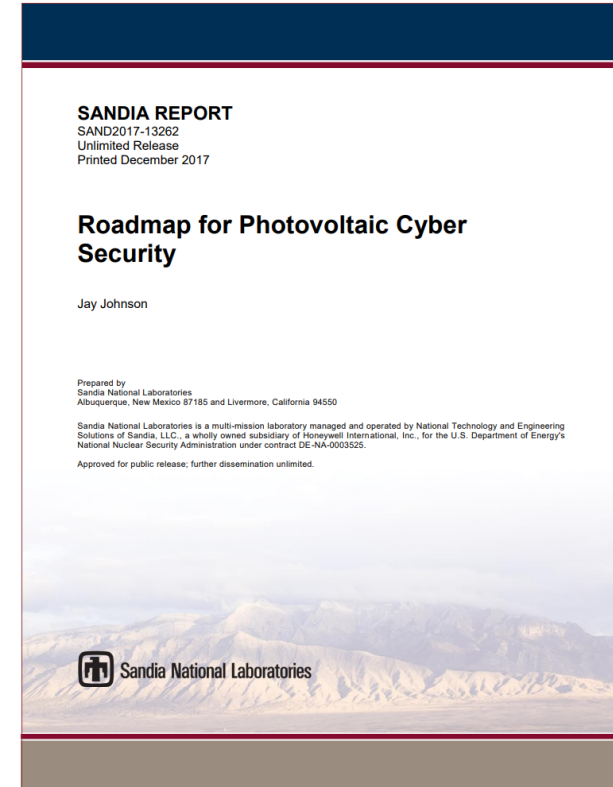 SANDIA REPORT
SAND2017-13262
Unlimited Release
Printed December 2017
Roadmap for Photovoltaic Cyber
Security
Jay Johnson
Prepared by
Sandia National Laboratories
Albuquerque, New Mexico 87185 and Livermore, California 94550
Sandia National Laboratories is a multi-mission laboratory managed and operated by National Technology and Engineering
Solutions of Sandia, LLC., a wholly owned subsidiary of Honeywell International, Inc., for the U.S. Department of Energy's
National Nuclear Security Administration under contract DE-NA-0003525.
Approved for public release; further dissemination unlimited.
Sandia National Laboratories